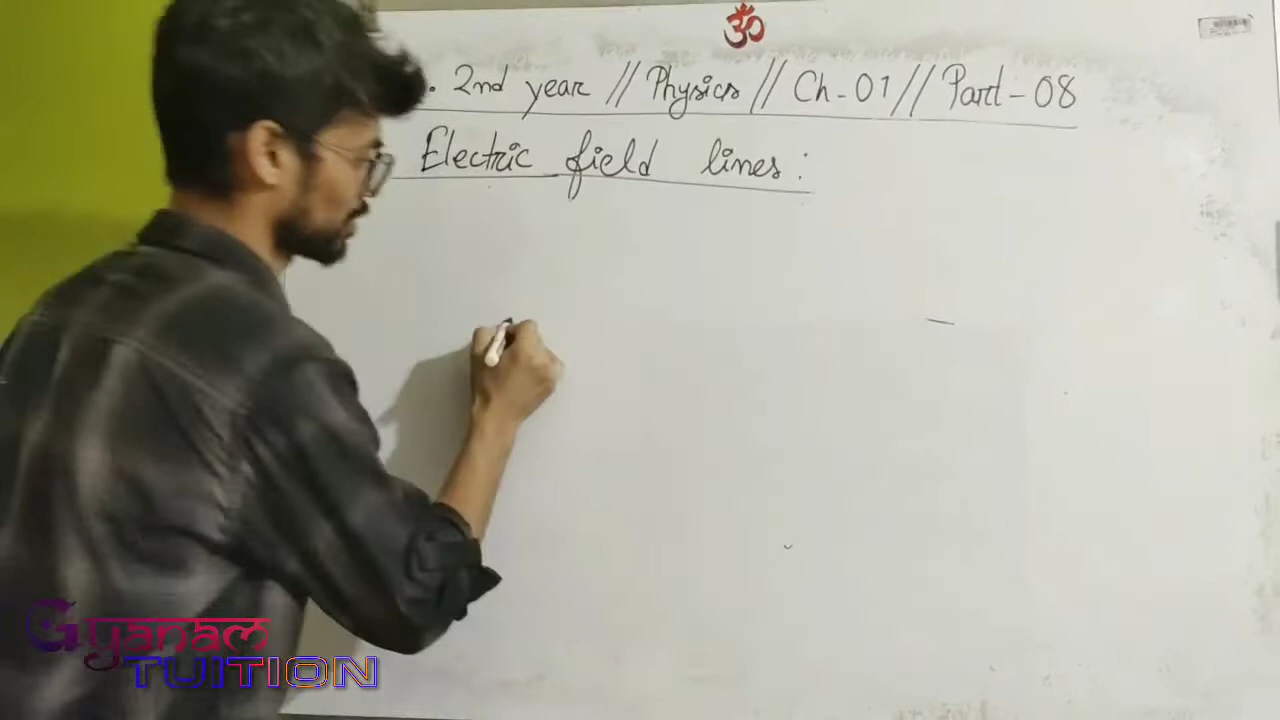 ॐ
. 2nd year // Physics // Ch-01 // Part-08
Electric field lines:
Gyanam
TUITION